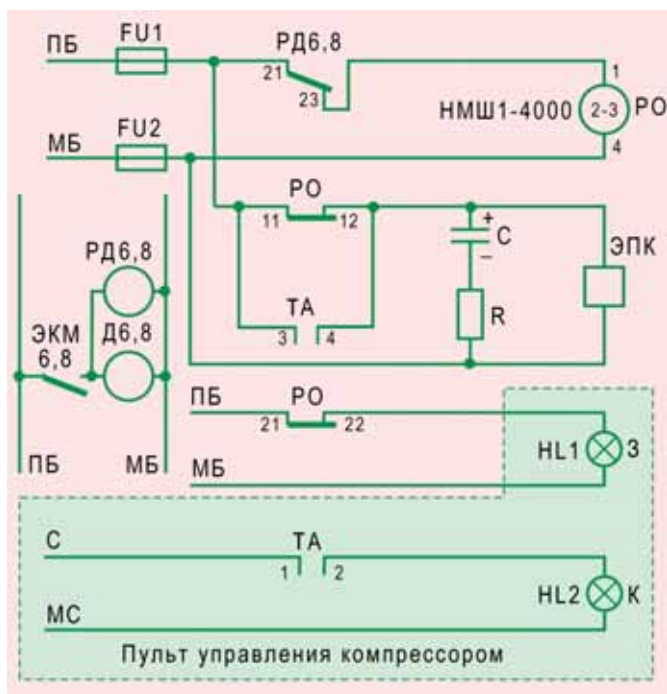 ПБ FU1 РД6,8
21 23 1
НМШ1-4000 2-3 РО
МБ FU2 4
РО
11 12
+
С
–
ЭПК
РД6,8
ЭКМ
6,8
Д6,8
ТА
3 4
R
ПБ РО
21 22
HL1 З
ПБ МБ МБ
С ТА
1 2
HL2 К
МС
Пульт управления компрессором